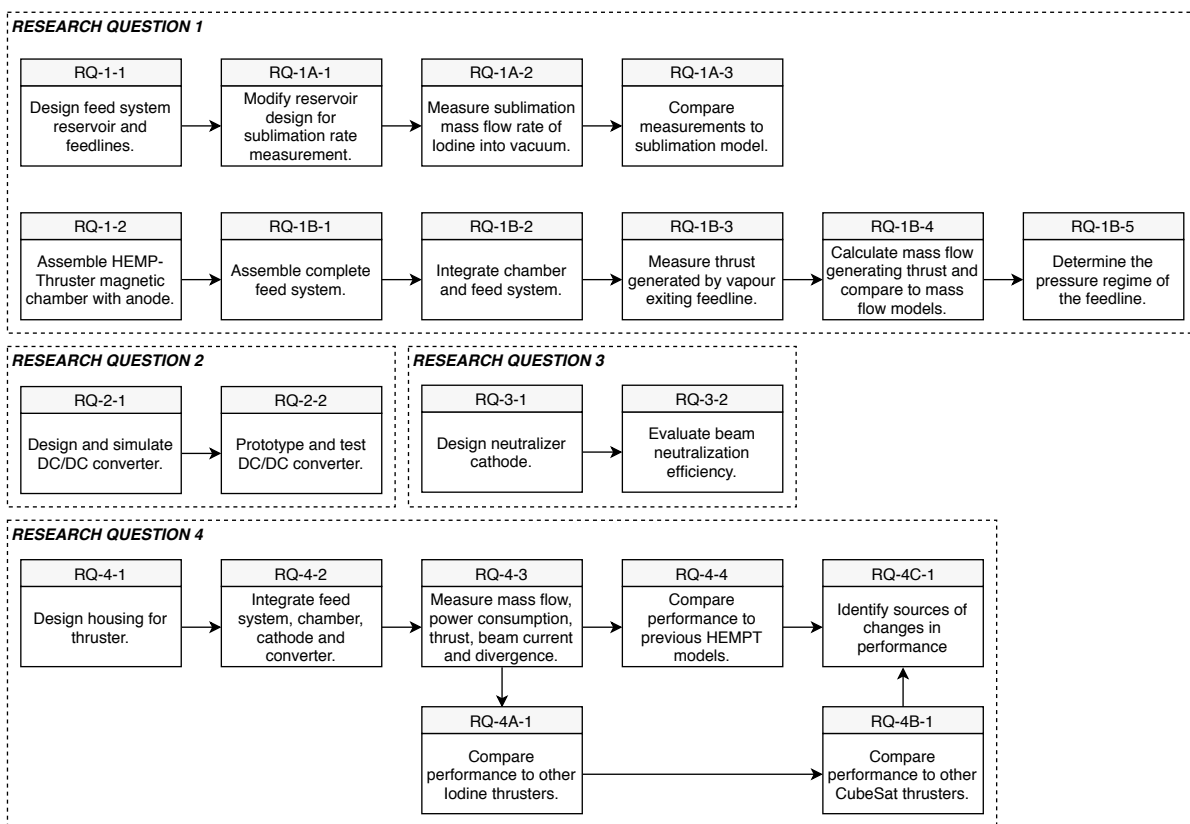 RESEARCH QUESTION 1
RQ-1-1
Design feed system
reservoir and
feedlines.
RQ-1A-1
Modify reservoir
design for
sublimation rate
measurement.
RQ-1A-2
Measure sublimation
mass flow rate of
Iodine into vacuum.
RQ-1A-3
Compare
measurements to
sublimation model.
RQ-1-2
Assemble HEMP-
Thruster magnetic
chamber with anode.
RQ-1B-1
Assemble complete
feed system.
RQ-1B-2
Integrate chamber
and feed system.
RQ-1B-3
Measure thrust
generated by vapour
exiting feedline.
RQ-1B-4
Calculate mass flow
generating thrust and
compare to mass
flow models.
RQ-1B-5
Determine the
pressure regime of
the feedline.
RESEARCH QUESTION 2
RQ-2-1
Design and simulate
DC/DC converter.
RQ-2-2
Prototype and test
DC/DC converter.
RESEARCH QUESTION 3
RQ-3-1
Design neutralizer
cathode.
RQ-3-2
Evaluate beam
neutralization
efficiency.
RESEARCH QUESTION 4
RQ-4-1
Design housing for
thruster.
RQ-4-2
Integrate feed
system, chamber,
cathode and
converter.
RQ-4-3
Measure mass flow,
power consumption,
thrust, beam current
and divergence.
RQ-4-4
Compare
performance to
previous HEMPT
models.
RQ-4C-1
Identify sources of
changes in
performance
RQ-4A-1
Compare
performance to other
Iodine thrusters.
RQ-4B-1
Compare
performance to other
CubeSat thrusters.